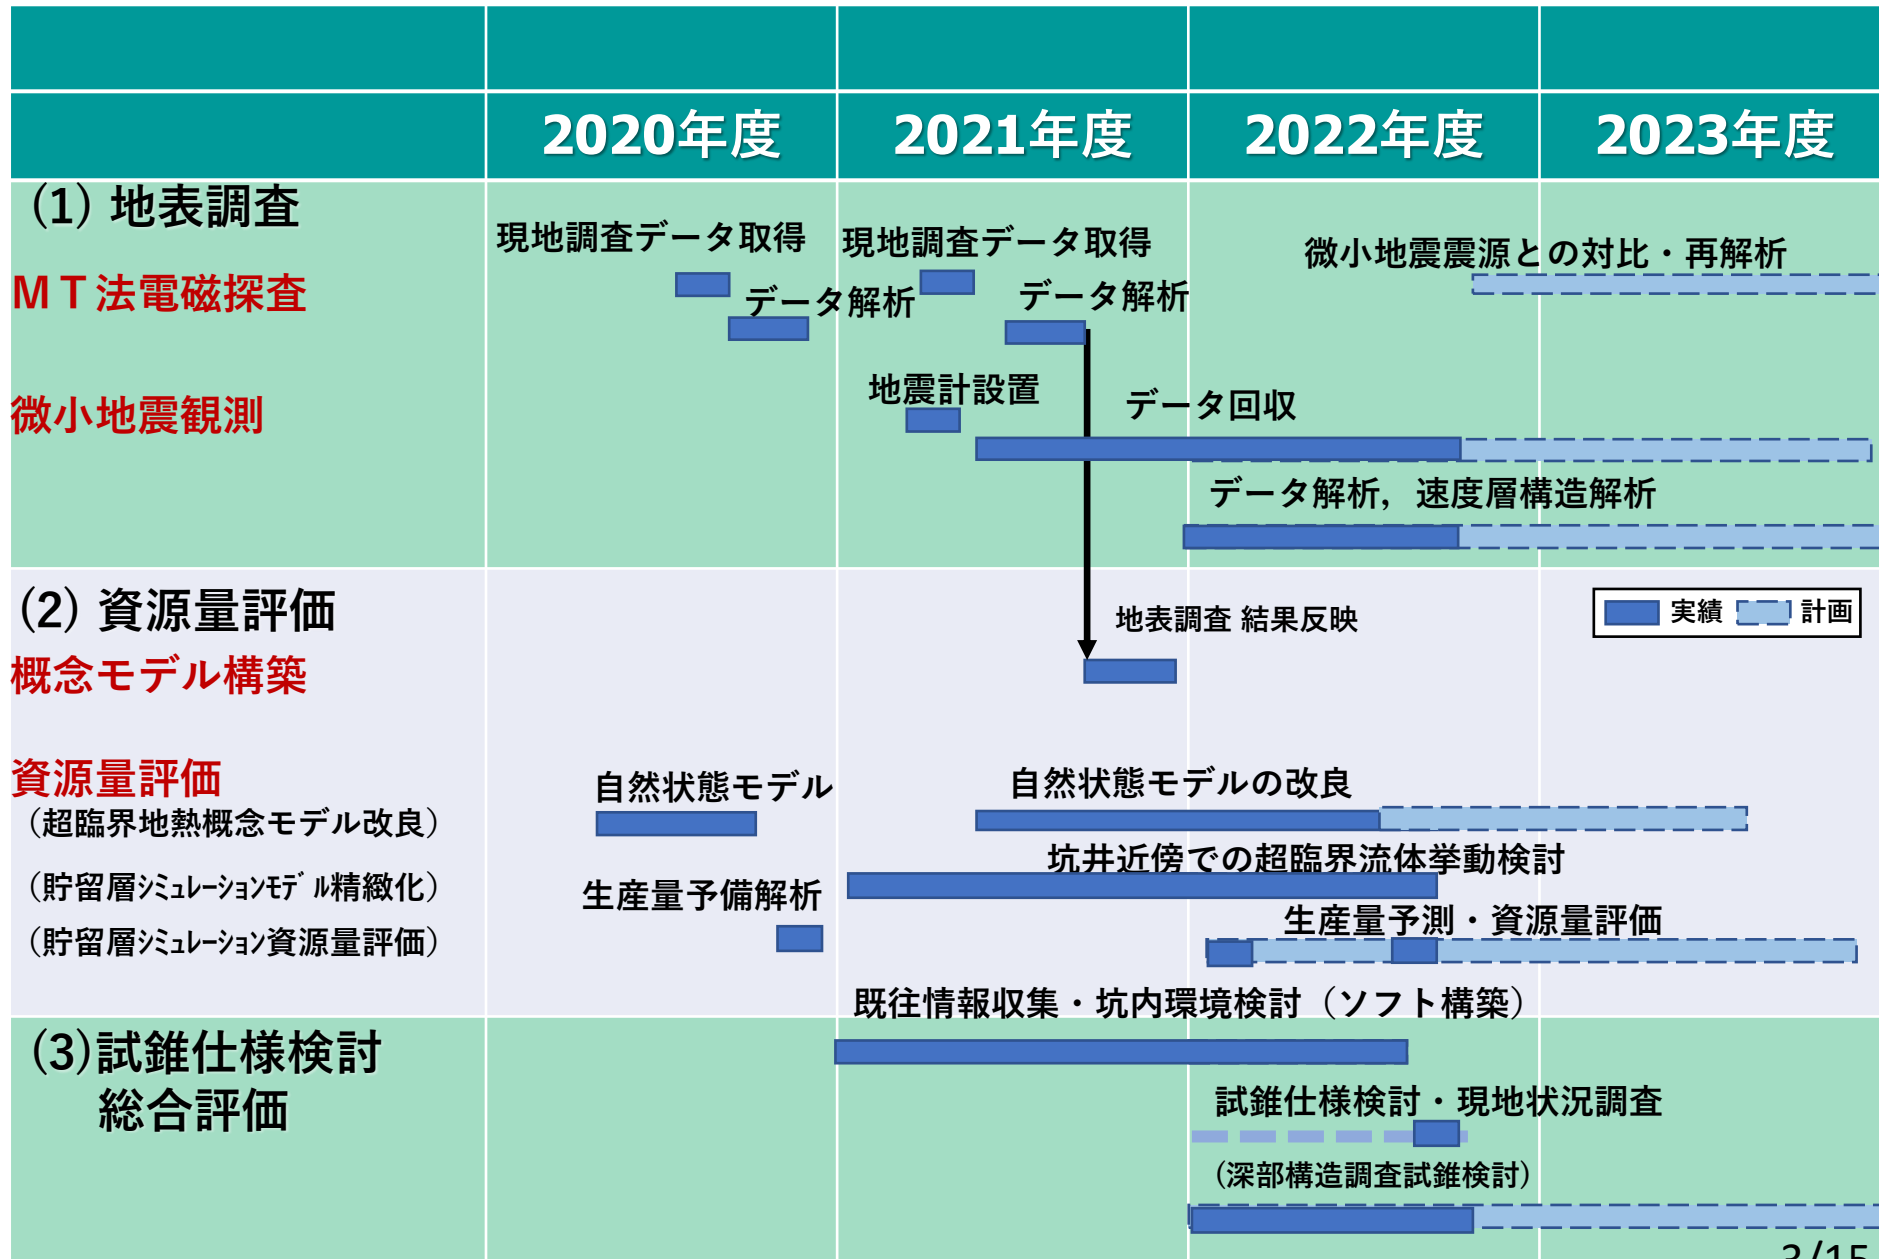 2020年度 2021年度 2022年度 2023年度
(1) 地表調査
現地調査データ取得
現地調査データ取得
微小地震震源との対比・再解析
ＭＴ法電磁探査
データ解析
データ解析
微小地震観測
地震計設置
データ回収
データ解析，速度層構造解析
(2) 資源量評価
地表調査 結果反映
実績 計画
概念モデル構築
資源量評価
自然状態モデル
自然状態モデルの改良
（超臨界地熱概念モデル改良）
坑井近傍での超臨界流体挙動検討
（貯留層ｼﾐｭﾚｰｼｮﾝﾓﾃﾞﾙ精緻化）
生産量予備解析
生産量予測・資源量評価
（貯留層ｼﾐｭﾚｰｼｮﾝ資源量評価）
既往情報収集・坑内環境検討（ソフト構築）
(3)試錐仕様検討
総合評価
試錐仕様検討・現地状況調査
(深部構造調査試錐検討)
3/15